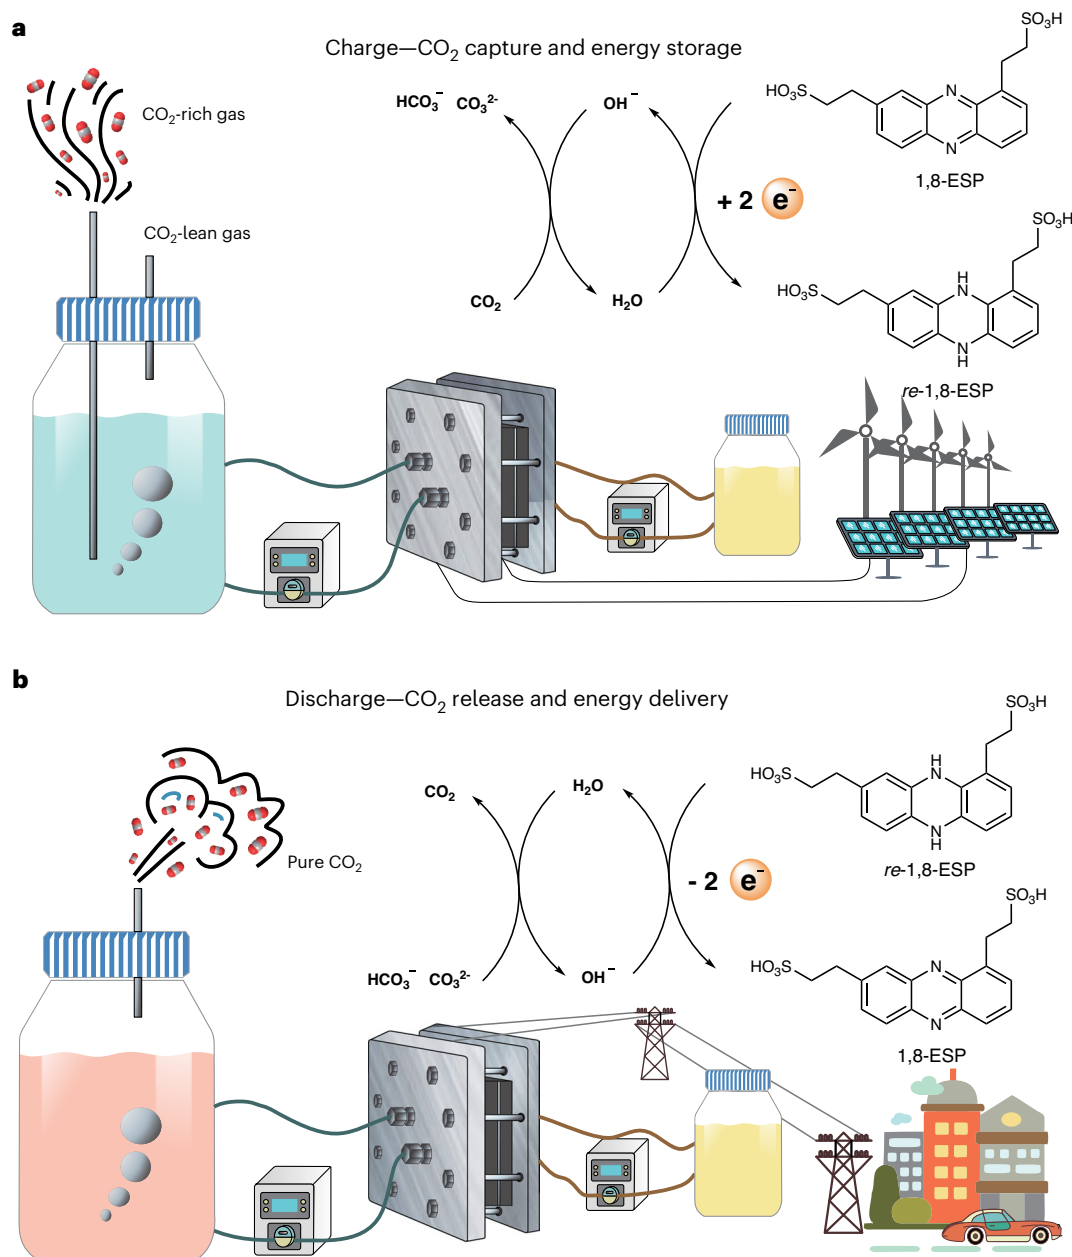 a
Charge—CO₂ capture and energy storage
SO₃H
HCO₃⁻ CO₃²⁻
OH⁻
HO₃S
N
N
CO₂-rich gas
1,8-ESP
+ 2 e⁻
CO₂-lean gas
SO₃H
H
N
HO₃S
CO₂
H₂O
N
H
re-1,8-ESP
b
Discharge—CO₂ release and energy delivery
SO₃H
H
N
HO₃S
CO₂
H₂O
N
H
Pure CO₂
re-1,8-ESP
- 2 e⁻
SO₃H
HO₃S
N
HCO₃⁻ CO₃²⁻
OH⁻
N
1,8-ESP